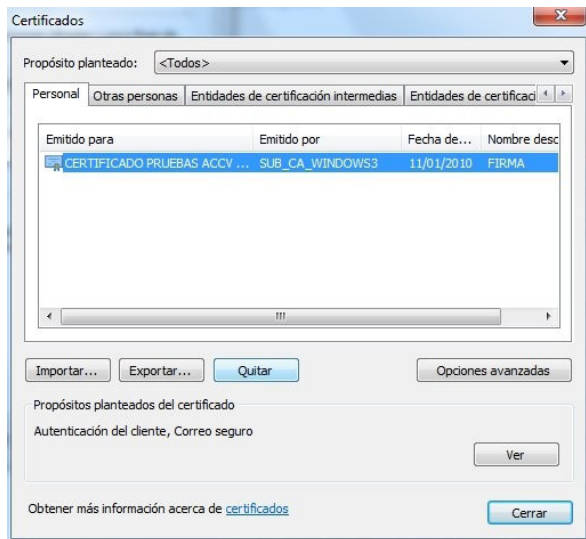 Certificados
Propósito planteado: <Todos>
Personal Otras personas Entidades de certificación intermedias Entidades de certificaci
Emitido para Emitido por Fecha de... Nombre desc
CERTIFICADO PRUEBAS ACCV ... SUB_CA_WINDOWS3 11/01/2010 FIRMA
Importar... Exportar... Quitar Opciones avanzadas
Propósitos planteados del certificado
Autenticación del cliente, Correo seguro
Ver
Obtener más información acerca de certificados
Cerrar